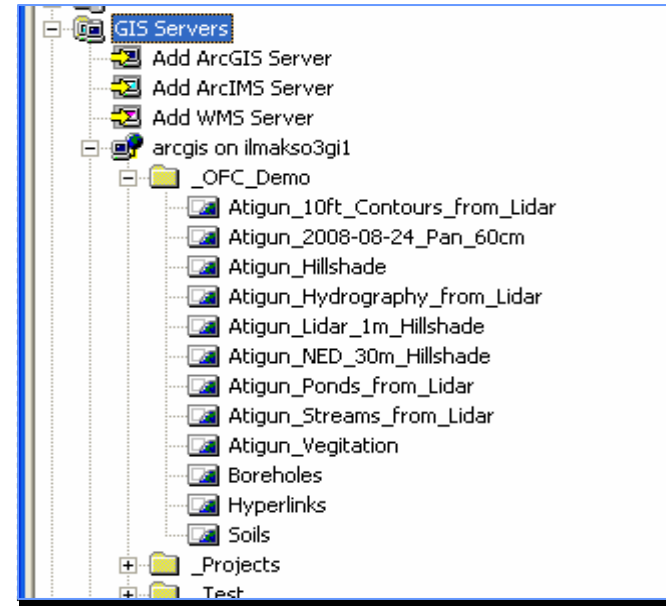 GIS Servers
Add ArcGIS Server
Add ArcIMS Server
Add WMS Server
arcgis on ilmakso3gi1
_OFC_Demo
Atigun_10ft_Contours_from_Lidar
Atigun_2008-08-24_Pan_60cm
Atigun_Hillshade
Atigun_Hydrography_from_Lidar
Atigun_Lidar_1m_Hillshade
Atigun_NED_30m_Hillshade
Atigun_Ponds_from_Lidar
Atigun_Streams_from_Lidar
Atigun_Vegitation
Boreholes
Hyperlinks
Soils
_Projects
_Test